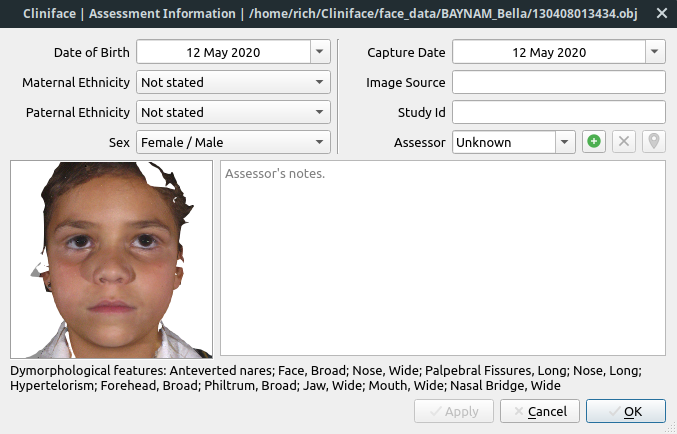 Cliniface | Assessment Information | /home/rich/Cliniface/face_data/BAYNAM_Bella/130408013434.obj
Date of Birth 12 May 2020
Capture Date 12 May 2020
Maternal Ethnicity Not stated
Image Source
Paternal Ethnicity Not stated
Study Id
Sex Female / Male
Assessor Unknown
Assessor's notes.
Dymorphological features: Anteverted nares; Face, Broad; Nose, Wide; Palpebral Fissures, Long; Nose, Long;
Hypertelorism; Forehead, Broad; Philtrum, Broad; Jaw, Wide; Mouth, Wide; Nasal Bridge, Wide
Apply Cancel OK